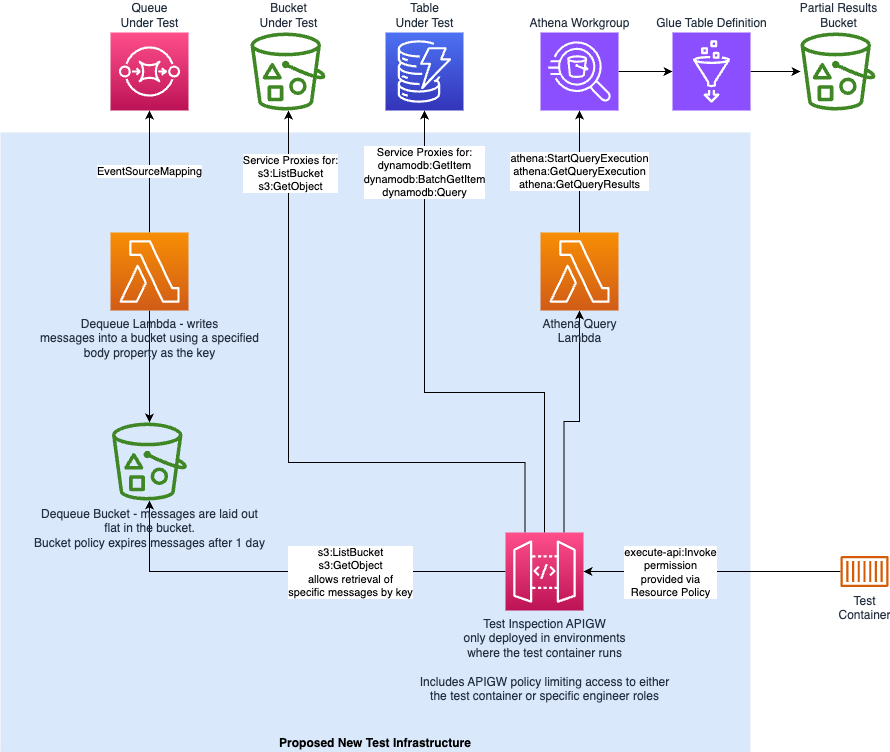 Queue
Under Test
Bucket
Under Test
Table
Under Test
Athena Workgroup
Glue Table Definition
Partial Results
Bucket
EventSourceMapping
Service Proxies for:
s3:ListBucket
s3:GetObject
Service Proxies for:
dynamodb:GetItem
dynamodb:BatchGetItem
dynamodb:Query
athena:StartQueryExecution
athena:GetQueryExecution
athena:GetQueryResults
Dequeue Lambda - writes
messages into a bucket using a specified
body property as the key
Athena Query
Lambda
Dequeue Bucket - messages are laid out
flat in the bucket.
Bucket policy expires messages after 1 day
s3:ListBucket
s3:GetObject
allows retrieval of
specific messages by key
</>
execute-api:Invoke
permission
provided via
Resource Policy
Test
Container
Test Inspection APIGW
only deployed in environments
where the test container runs
Includes APIGW policy limiting access to either
the test container or specific engineer roles
Proposed New Test Infrastructure